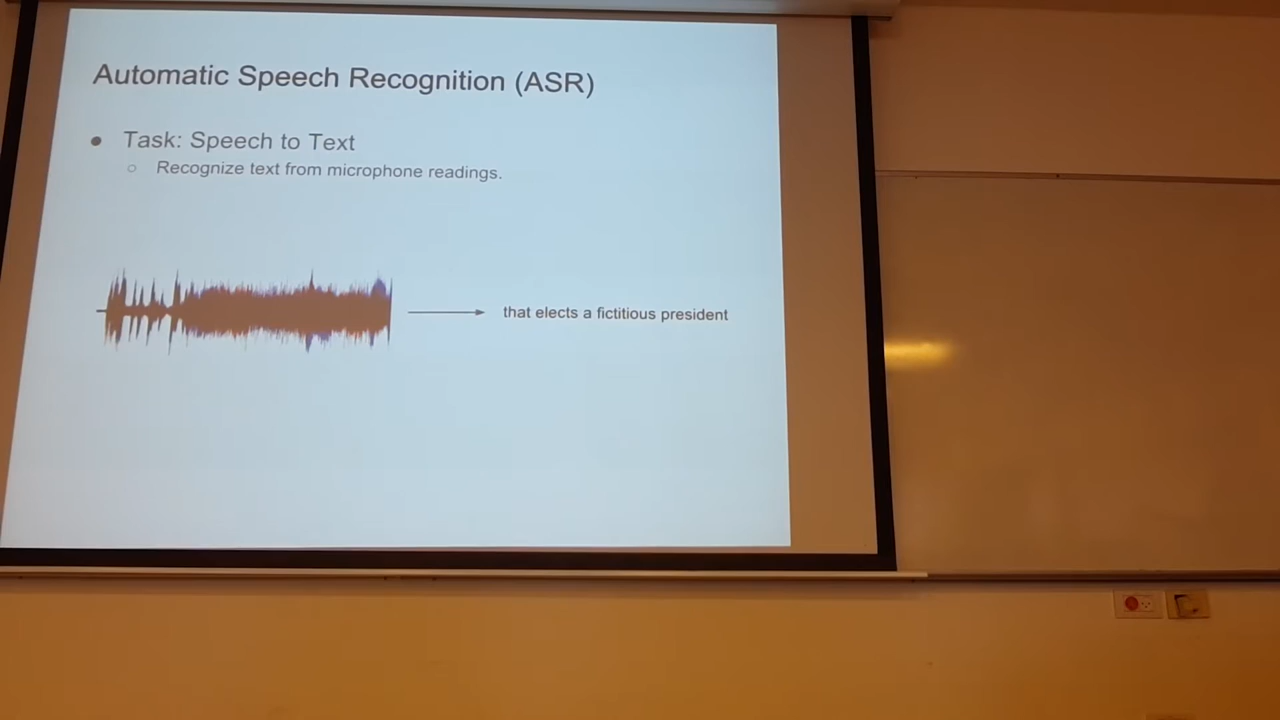 Automatic Speech Recognition (ASR)
● Task: Speech to Text
○ Recognize text from microphone readings.
that elects a fictitious president